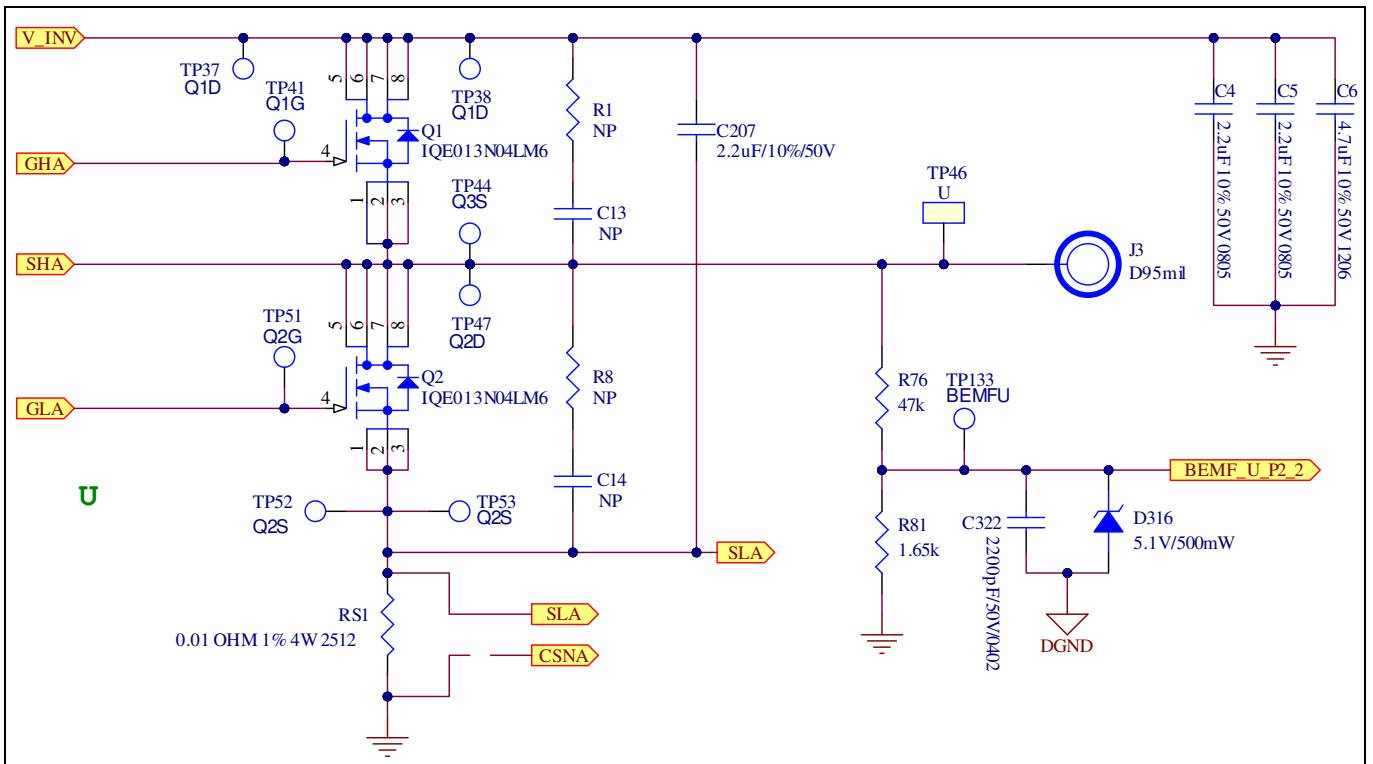 V_INV
TP37
Q1D
TP41
Q1G
5
6
7
8
TP38
Q1D
R1
NP
C207
2.2uF/10%/50V
C4
2.2uF 10% 50V 0805
C5
2.2uF 10% 50V 0805
C6
4.7uF 10% 50V 1206
Q1
IQE013N04LM6
GHA
4
1
2
3
TP44
Q3S
C13
NP
TP46
U
SHA
J3
D95mil
TP51
Q2G
5
6
7
8
TP47
Q2D
Q2
IQE013N04LM6
R8
NP
R76
47k
TP133
BEMFU
GLA
4
1
2
3
C14
NP
BEMF_U_P2_2
U
TP52
Q2S
TP53
Q2S
R81
1.65k
C322
2200pF/50V/0402
D316
5.1V/500mW
SLA
RS1
0.01 OHM 1% 4W 2512
SLA
CSNA
DGND